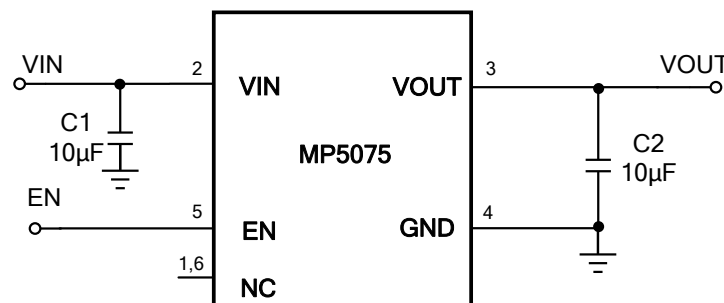 VIN
2
VIN
C1
10µF
EN
5
EN
1,6
NC
MP5075
VOUT
3
VOUT
C2
10µF
GND
4